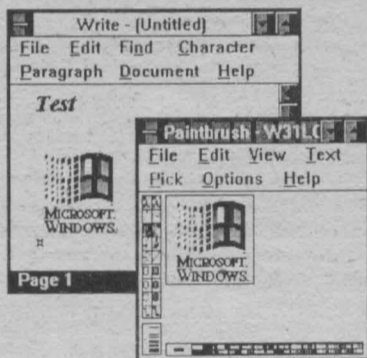 Write - (Untitled)
File Edit Find Character
Paragraph Document Help
Test
MICROSOFT.
WINDOWS.
Page 1
Paintbrush - W31LO
File Edit View Text
Pick Options Help
MICROSOFT.
WINDOWS.